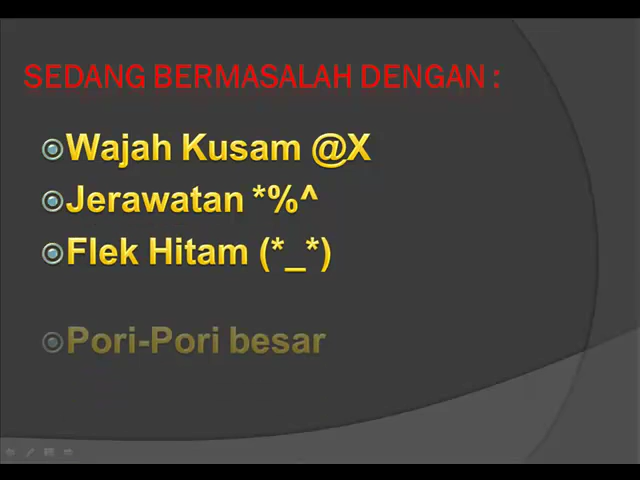 SEDANG BERMASALAH DENGAN :
Wajah Kusam @X
Jerawatan *%^
Flek Hitam (*_*)
Pori-Pori besar